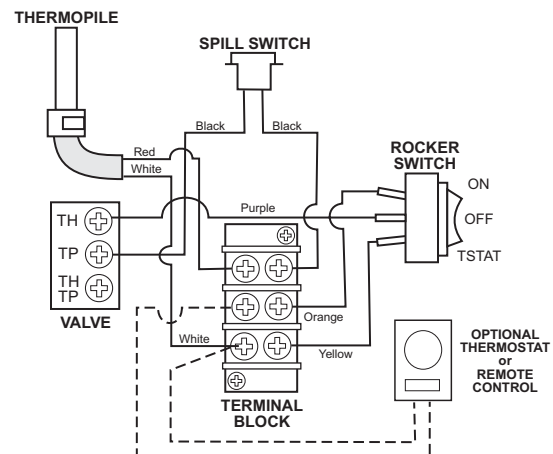 THERMOPILE
SPILL SWITCH
Black
Black
Red
White
ROCKER
SWITCH
ON
OFF
TSTAT
Purple
TH
TP
TH
TP
VALVE
Orange
White
Yellow
TERMINAL
BLOCK
OPTIONAL
THERMOSTAT
or
REMOTE
CONTROL